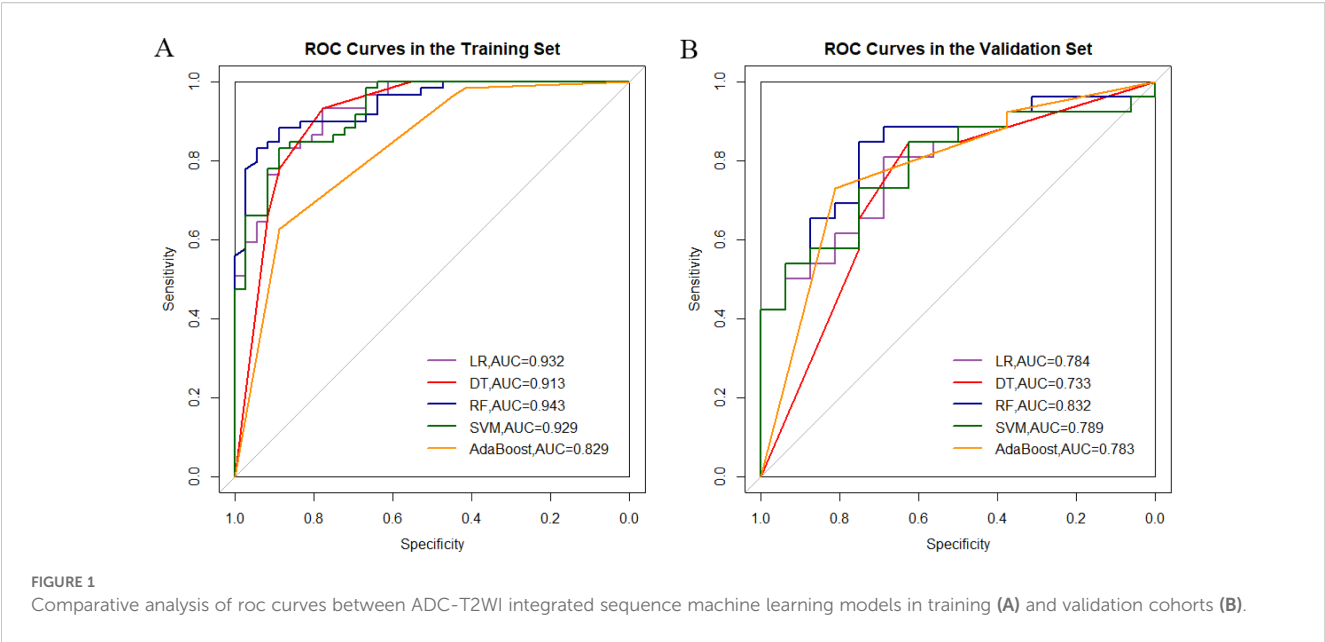 A
ROC Curves in the Training Set
1.0
0.8
0.6
0.4
0.2
0.0
Sensitivity
LR,AUC=0.932
DT,AUC=0.913
RF,AUC=0.943
SVM,AUC=0.929
AdaBoost,AUC=0.829
1.0 0.8 0.6 0.4 0.2 0.0
Specificity
B
ROC Curves in the Validation Set
1.0
0.8
0.6
0.4
0.2
0.0
Sensitivity
LR,AUC=0.784
DT,AUC=0.733
RF,AUC=0.832
SVM,AUC=0.789
AdaBoost,AUC=0.783
1.0 0.8 0.6 0.4 0.2 0.0
Specificity
FIGURE 1
Comparative analysis of roc curves between ADC-T2WI integrated sequence machine learning models in training (A) and validation cohorts (B).